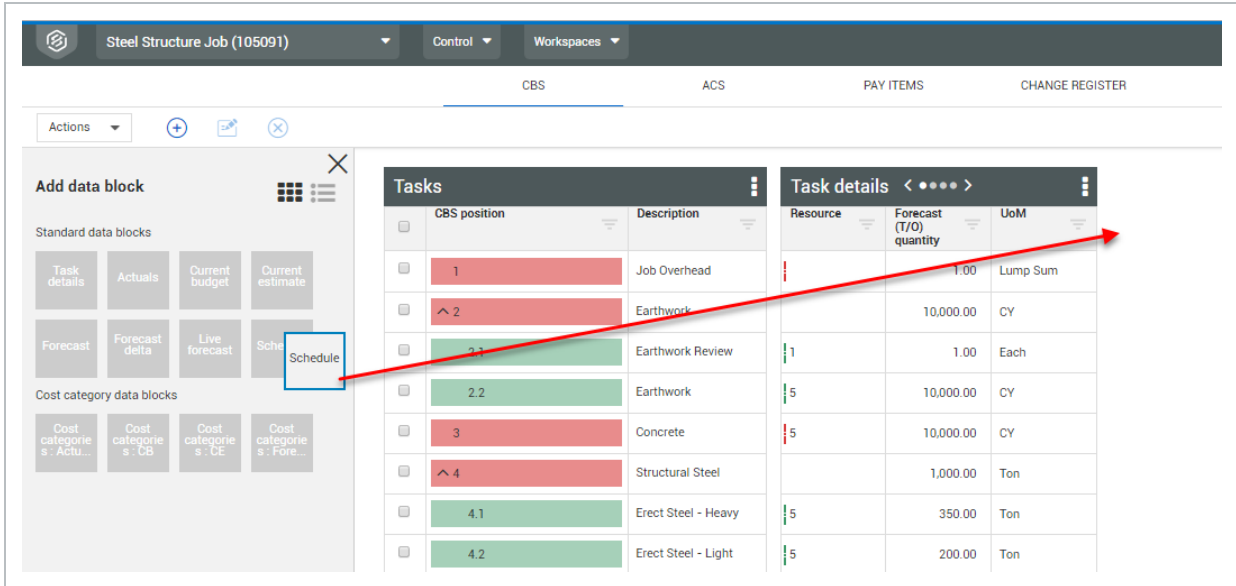 Steel Structure Job (105091)
Control
Workspaces
CBS
ACS
PAY ITEMS
CHANGE REGISTER
Actions
Add data block
Standard data blocks
Task
details
Actuals
Current
budget
Current
estimate
Forecast
Forecast
delta
Live
forecast
Sche
Schedule
Cost category data blocks
Cost
categorie
s : Actu...
Cost
categorie
s : CB
Cost
categorie
s : CE
Cost
categorie
s : Fore...
Tasks
Task details
CBS position
Description
Resource
Forecast
(T/O)
quantity
UoM
1
Job Overhead
1.00
Lump Sum
2
Earthwork
10,000.00
CY
2.1
Earthwork Review
1
1.00
Each
2.2
Earthwork
5
10,000.00
CY
3
Concrete
5
10,000.00
CY
4
Structural Steel
1,000.00
Ton
4.1
Erect Steel - Heavy
5
350.00
Ton
4.2
Erect Steel - Light
5
200.00
Ton